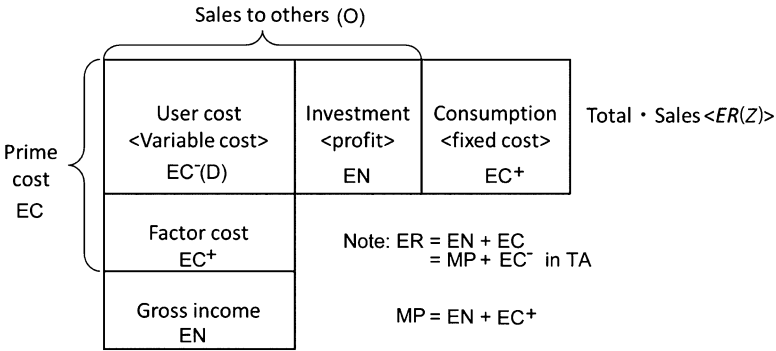 Sales to others (O)
User cost
<Variable cost>
EC⁻(D)
Investment
<profit>
EN
Consumption
<fixed cost>
EC⁺
Total・Sales <ER(Z)>
Prime
cost
EC
Factor cost
EC⁺
Note: ER = EN + EC
= MP + EC⁻ in TA
Gross income
EN
MP = EN + EC⁺